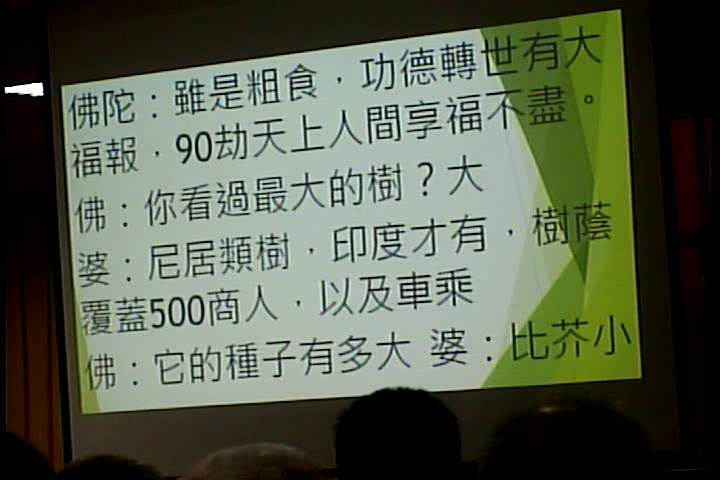 佛陀：雖是粗食，功德轉世有大
福報，90劫天上人間享福不盡。
佛：你看過最大的樹？大
婆：尼居類樹，印度才有，樹蔭
覆蓋500商人，以及車乘
佛：它的種子有多大 婆：比芥小